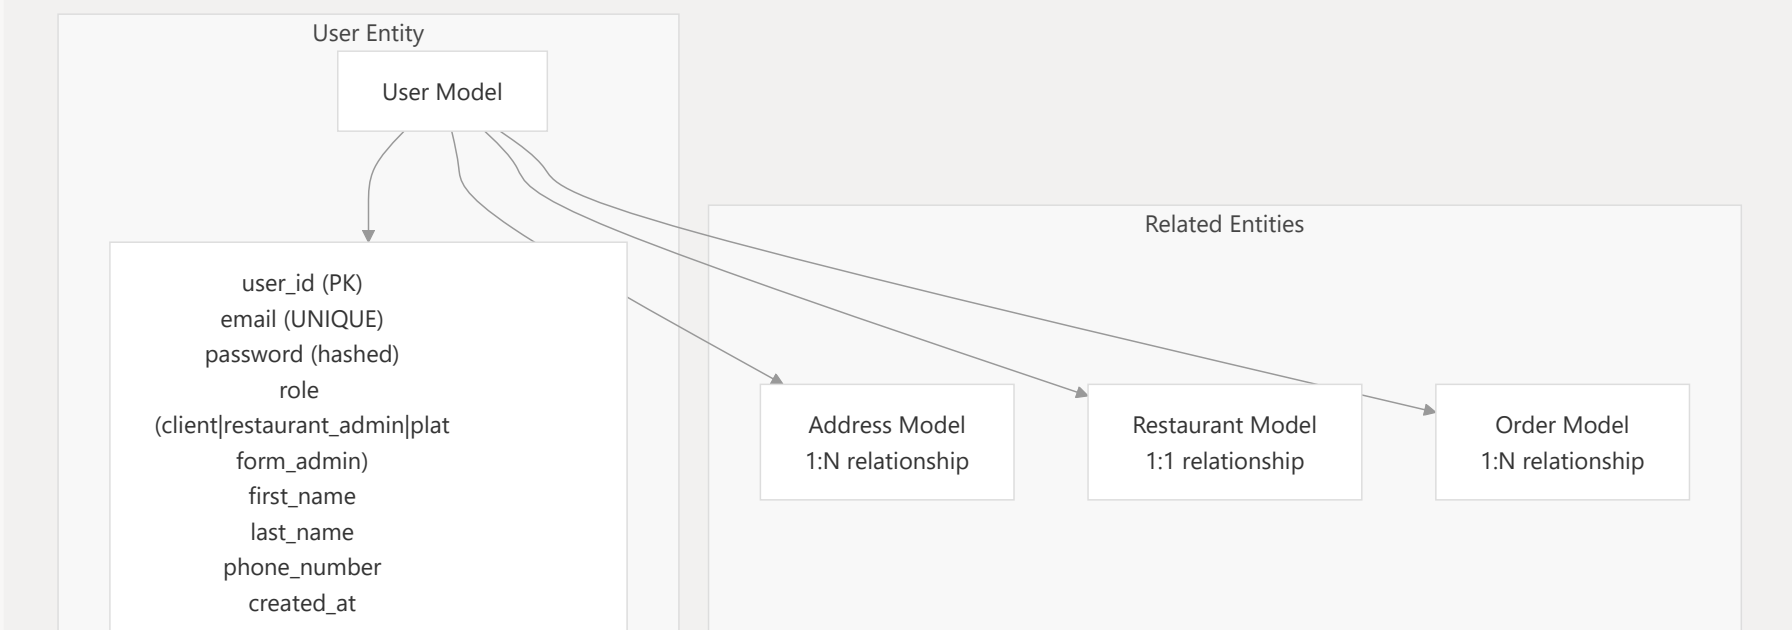 User Entity
User Model
user_id (PK)
email (UNIQUE)
password (hashed)
role
(client|restaurant_admin|plat
form_admin)
first_name
last_name
phone_number
created_at
Related Entities
Address Model
1:N relationship
Restaurant Model
1:1 relationship
Order Model
1:N relationship